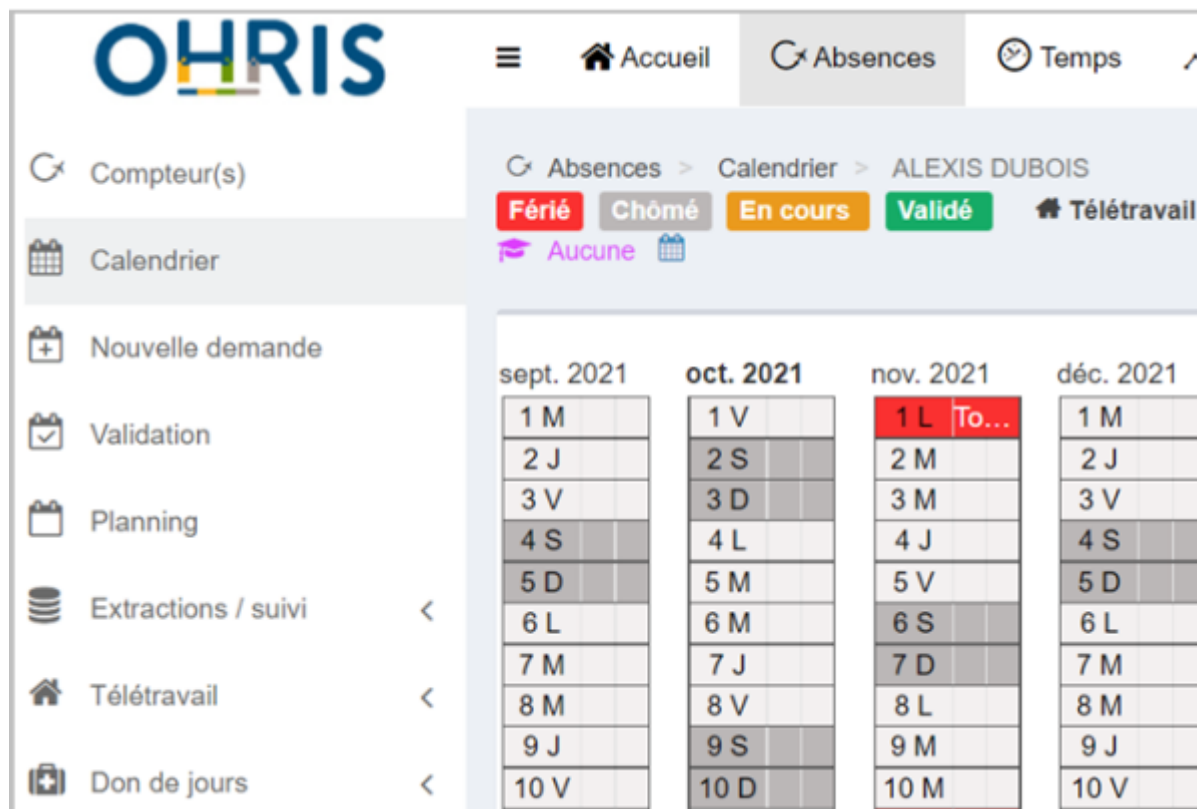 OHRIS
Accueil
Absences
Temps
Compteur(s)
Calendrier
Nouvelle demande
Validation
Planning
Extractions / suivi
Télétravail
Don de jours
Absences > Calendrier > ALEXIS DUBOIS
Férié Chômé En cours Validé Télétravail
Aucune
sept. 2021 oct. 2021 nov. 2021 déc. 2021
1 M 1 V 1 L To... 1 M
2 J 2 S 2 M 2 J
3 V 3 D 3 M 3 V
4 S 4 L 4 J 4 S
5 D 5 M 5 V 5 D
6 L 6 M 6 S 6 L
7 M 7 J 7 D 7 M
8 M 8 V 8 L 8 M
9 J 9 S 9 M 9 J
10 V 10 D 10 M 10 V